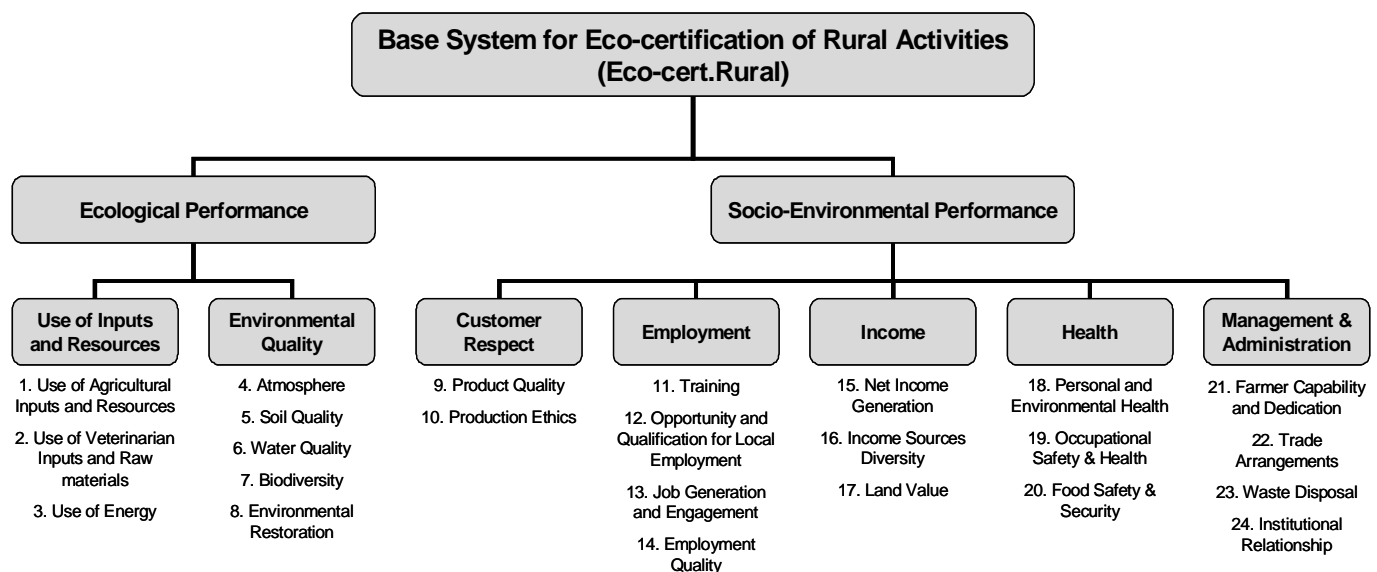 Base System for Eco-certification of Rural Activities
(Eco-cert.Rural)
Ecological Performance
Socio-Environmental Performance
Use of Inputs
and Resources
1. Use of Agricultural
Inputs and Resources
2. Use of Veterinarian
Inputs and Raw
materials
3. Use of Energy
Environmental
Quality
4. Atmosphere
5. Soil Quality
6. Water Quality
7. Biodiversity
8. Environmental
Restoration
Customer
Respect
9. Product Quality
10. Production Ethics
Employment
11. Training
12. Opportunity and
Qualification for Local
Employment
13. Job Generation
and Engagement
14. Employment
Quality
Income
15. Net Income
Generation
16. Income Sources
Diversity
17. Land Value
Health
18. Personal and
Environmental Health
19. Occupational
Safety & Health
20. Food Safety &
Security
Management &
Administration
21. Farmer Capability
and Dedication
22. Trade
Arrangements
23. Waste Disposal
24. Institutional
Relationship